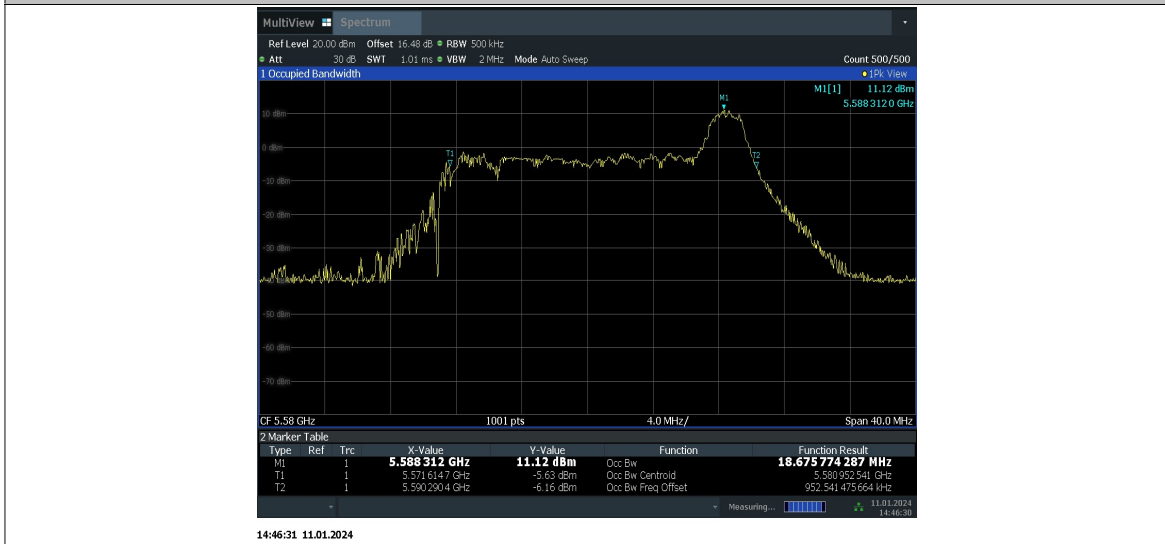 MultiView Spectrum
Ref Level 20.00 dBm Offset 16.48 dB RBW 500 kHz
Att 30 dB SWT 1.01 ms VBW 2 MHz Mode Auto Sweep Count 500/500
1 Occupied Bandwidth 1Pk View
M1[1] 11.12 dBm
5.588 312 0 GHz
M1
10 dBm
0 dBm
T1
T2
-10 dBm
-20 dBm
-30 dBm
-40 dBm
-50 dBm
-60 dBm
-70 dBm
CF 5.58 GHz 1001 pts 4.0 MHz/ Span 40.0 MHz
2 Marker Table
Type Ref Trc X-Value Y-Value Function Function Result
M1 1 5.588 312 GHz 11.12 dBm Occ Bw 18.675 774 287 MHz
T1 1 5.571 614 7 GHz -5.63 dBm Occ Bw Centroid 5.580 952 541 GHz
T2 1 5.590 290 4 GHz -6.16 dBm Occ Bw Freq Offset 952.541 475 664 kHz
Measuring... 11.01.2024
14:46:30
14:46:31 11.01.2024